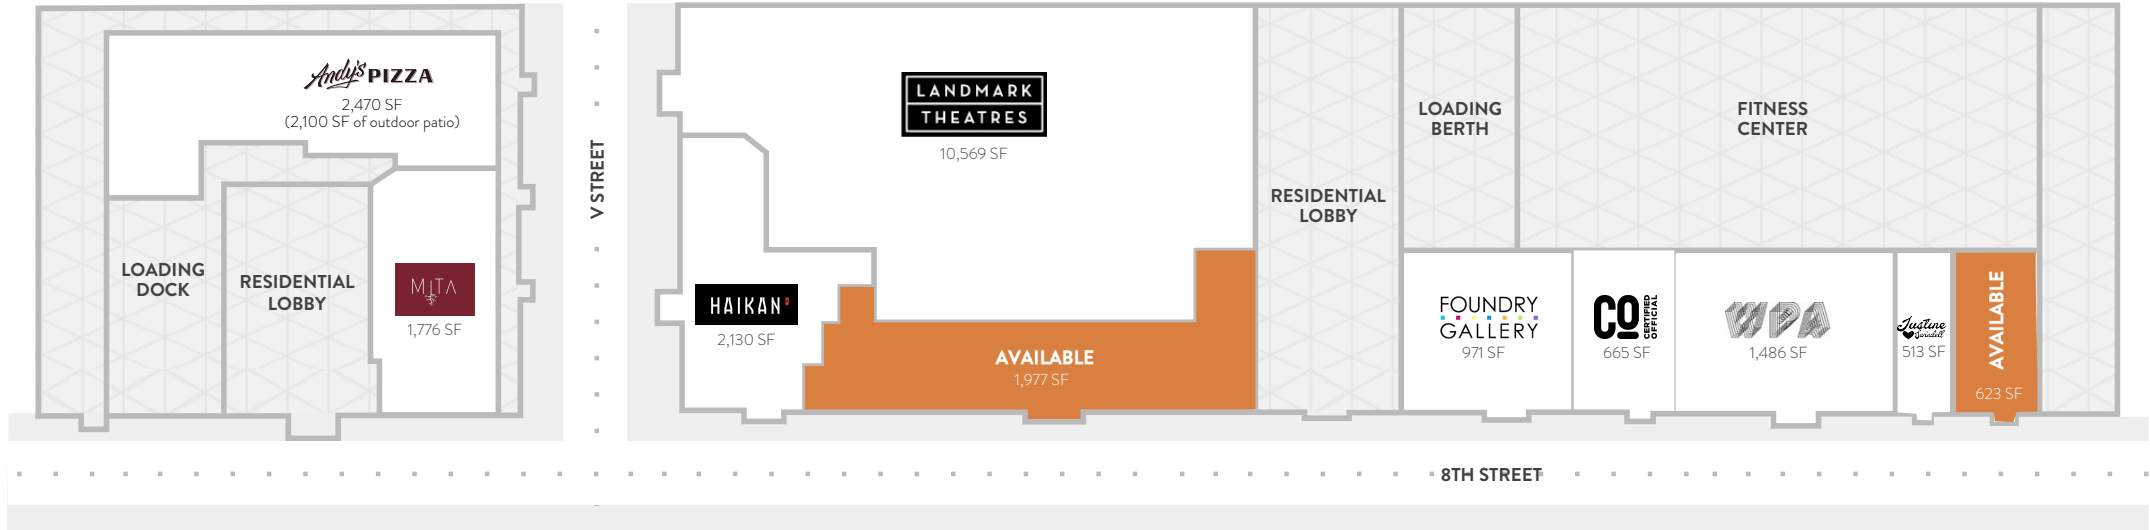 Andy's PIZZA
2,470 SF
(2,100 SF of outdoor patio)
LOADING
DOCK
RESIDENTIAL
LOBBY
MITA
1,776 SF
V STREET
LANDMARK
THEATRES
10,569 SF
HAIKAN
2,130 SF
AVAILABLE
1,977 SF
RESIDENTIAL
LOBBY
LOADING
BERTH
FITNESS
CENTER
FOUNDRY
GALLERY
971 SF
CO
CERTIFIED
OFFICIAL
665 SF
WPA
1,486 SF
Justine
Swindell
513 SF
AVAILABLE
623 SF
8TH STREET